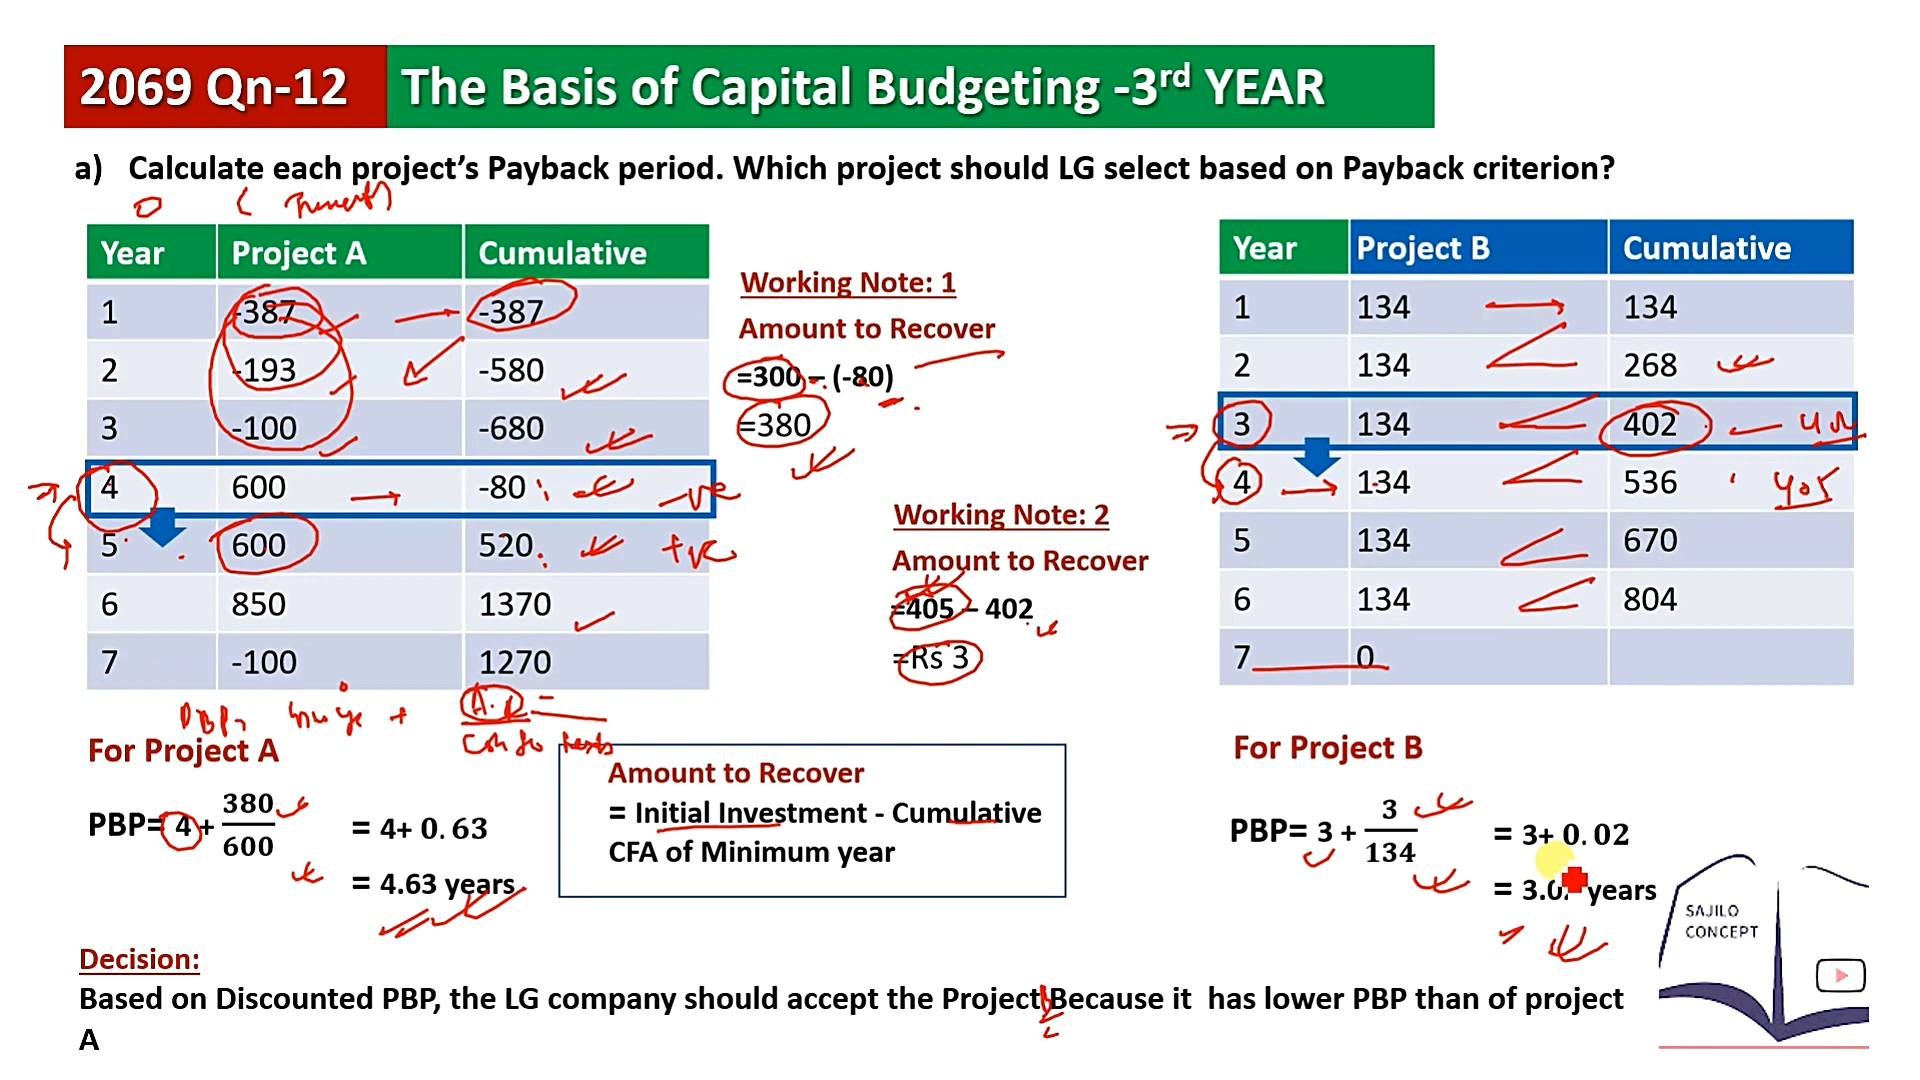 2069 Qn-12 The Basis of Capital Budgeting -3rd YEAR
a) Calculate each project's Payback period. Which project should LG select based on Payback criterion?
Year Project A Cumulative
1 -387 -387
2 -193 -580
3 -100 -680
4 600 -80 -ve
5 600 520 +ve
6 850 1370
7 -100 1270
Working Note: 1
Amount to Recover
=300 – (-80)
=380
Working Note: 2
Amount to Recover
=405 – 402
=Rs 3
Year Project B Cumulative
1 134 134
2 134 268
3 134 402
4 134 536 405
5 134 670
6 134 804
7 0
For Project A
PBP= 4 + 380/600 = 4+ 0.63
= 4.63 years
Amount to Recover
= Initial Investment - Cumulative
CFA of Minimum year
For Project B
PBP= 3 + 3/134 = 3+ 0.02
= 3.0 years
SAJILO
CONCEPT
Decision:
Based on Discounted PBP, the LG company should accept the Project B Because it has lower PBP than of project
A